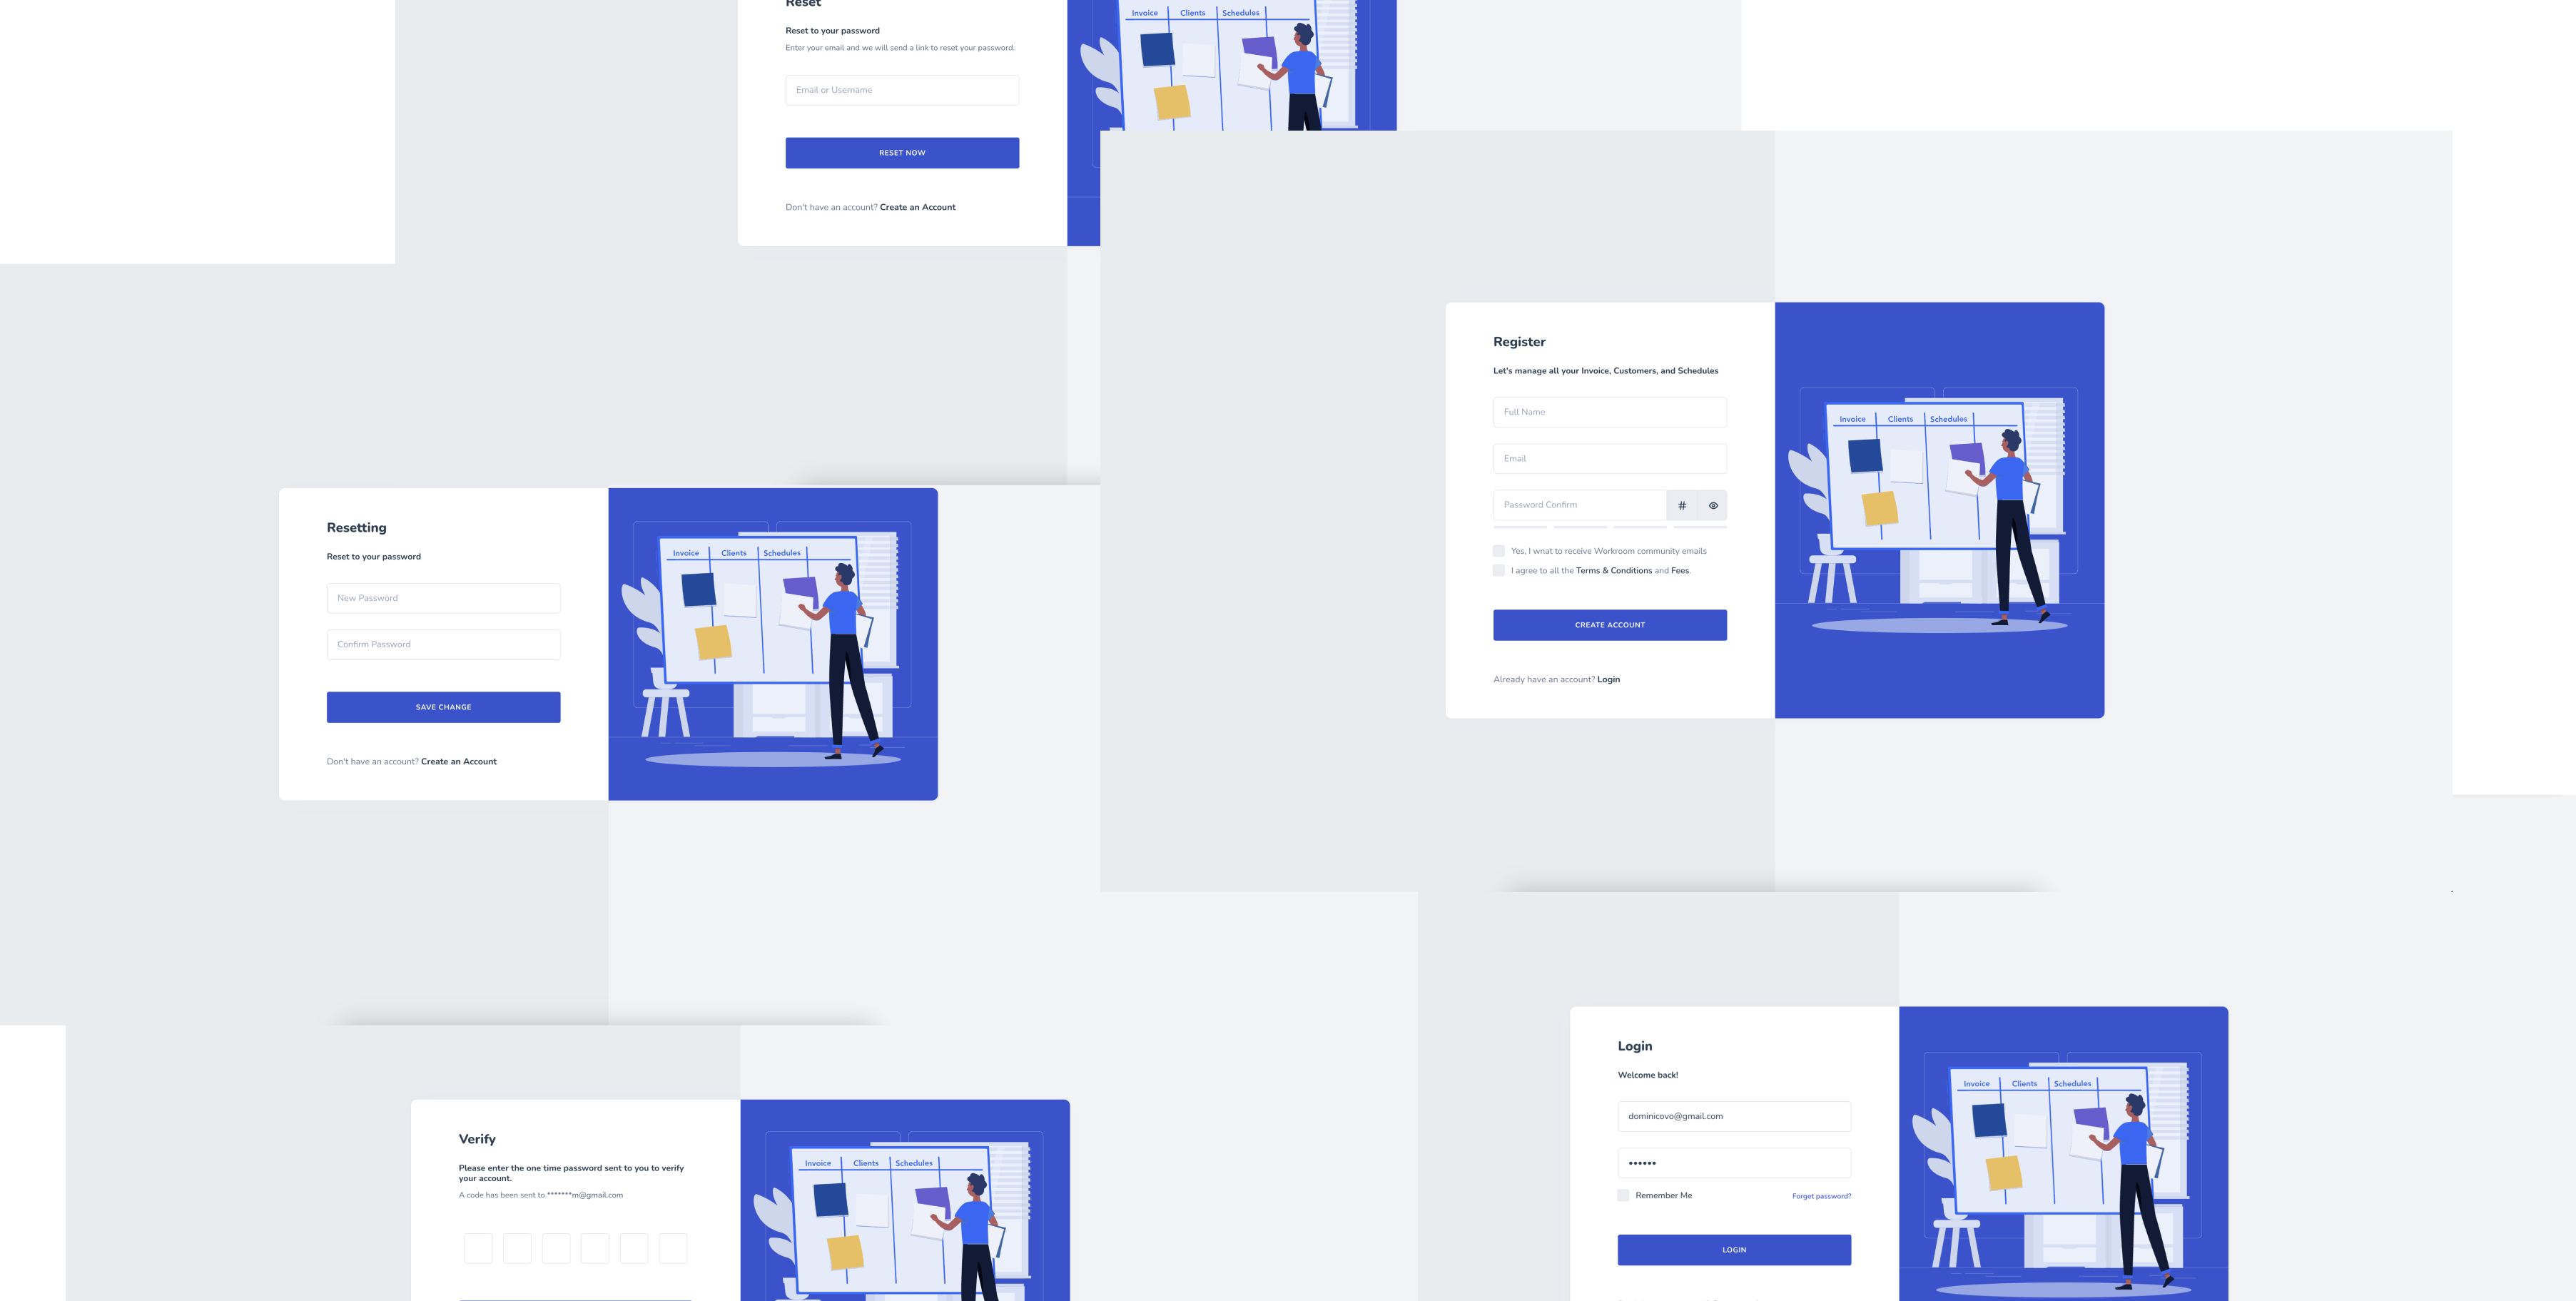 Reset
Reset to your password
Enter your email and we will send a link to reset your password.
Email or Username
RESET NOW
Don't have an account? Create an Account
Invoice Clients Schedules
Register
Let's manage all your Invoice, Customers, and Schedules
Full Name
Email
Password Confirm #
Yes, I wnat to receive Workroom community emails
I agree to all the Terms & Conditions and Fees.
CREATE ACCOUNT
Already have an account? Login
Invoice Clients Schedules
Resetting
Reset to your password
New Password
Confirm Password
SAVE CHANGE
Don't have an account? Create an Account
Invoice Clients Schedules
Verify
Please enter the one time password sent to you to verify
your account.
A code has been sent to *******m@gmail.com
Invoice Clients Schedules
Login
Welcome back!
dominicovo@gmail.com
••••••
Remember Me
Forget password?
LOGIN
Invoice Clients Schedules